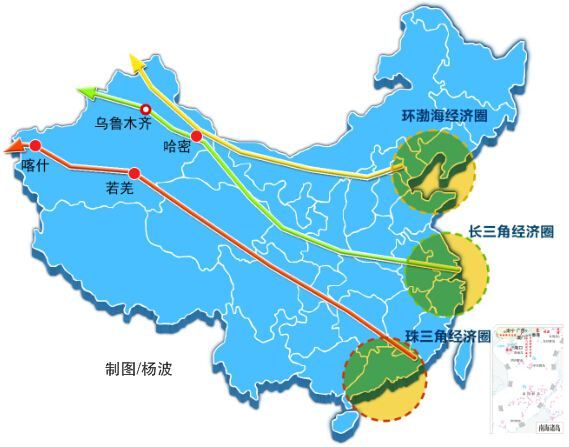 环渤海经济圈
乌鲁木齐
哈密
喀什
若羌
长三角经济圈
珠三角经济圈
制图/杨波
南海诸岛